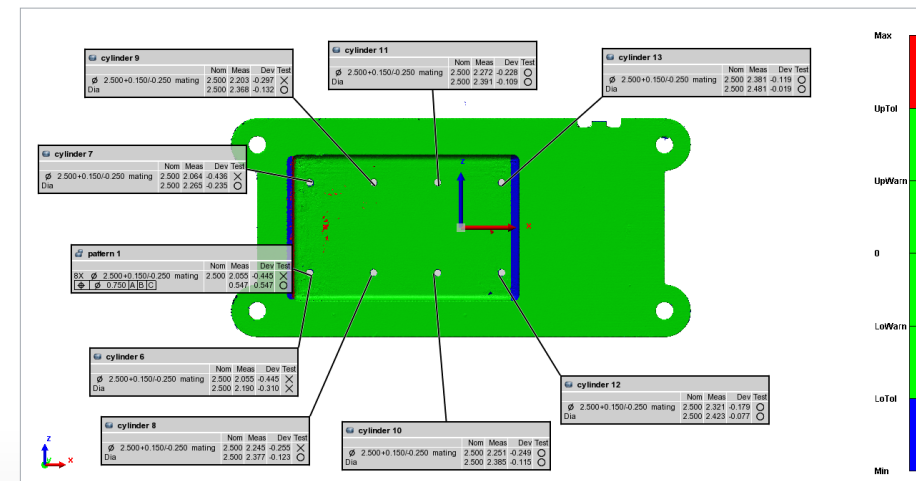 cylinder 9
Nom Meas Dev Test
Ø 2.500+0.150/-0.250 mating 2.500 2.203 -0.297 X
Dia 2.500 2.368 -0.132 O
cylinder 11
Nom Meas Dev Test
Ø 2.500+0.150/-0.250 mating 2.500 2.272 -0.228 O
Dia 2.500 2.391 -0.109 O
cylinder 13
Nom Meas Dev Test
Ø 2.500+0.150/-0.250 mating 2.500 2.381 -0.119 O
Dia 2.500 2.481 -0.019 O
cylinder 7
Nom Meas Dev Test
Ø 2.500+0.150/-0.250 mating 2.500 2.064 -0.436 X
Dia 2.500 2.265 -0.235 O
pattern 1
Nom Meas Dev Test
8X Ø 2.500+0.150/-0.250 mating 2.500 2.055 -0.445 X
⌖ Ø 0.750 A B C 0.547 0.547 O
cylinder 6
Nom Meas Dev Test
Ø 2.500+0.150/-0.250 mating 2.500 2.055 -0.445 X
Dia 2.500 2.190 -0.310 X
cylinder 8
Nom Meas Dev Test
Ø 2.500+0.150/-0.250 mating 2.500 2.245 -0.255 X
Dia 2.500 2.377 -0.123 O
cylinder 10
Nom Meas Dev Test
Ø 2.500+0.150/-0.250 mating 2.500 2.251 -0.249 O
Dia 2.500 2.385 -0.115 O
cylinder 12
Nom Meas Dev Test
Ø 2.500+0.150/-0.250 mating 2.500 2.321 -0.179 O
Dia 2.500 2.423 -0.077 O
z
x
z
x
Max
UpTol
UpWarn
0
LoWarn
LoTol
Min